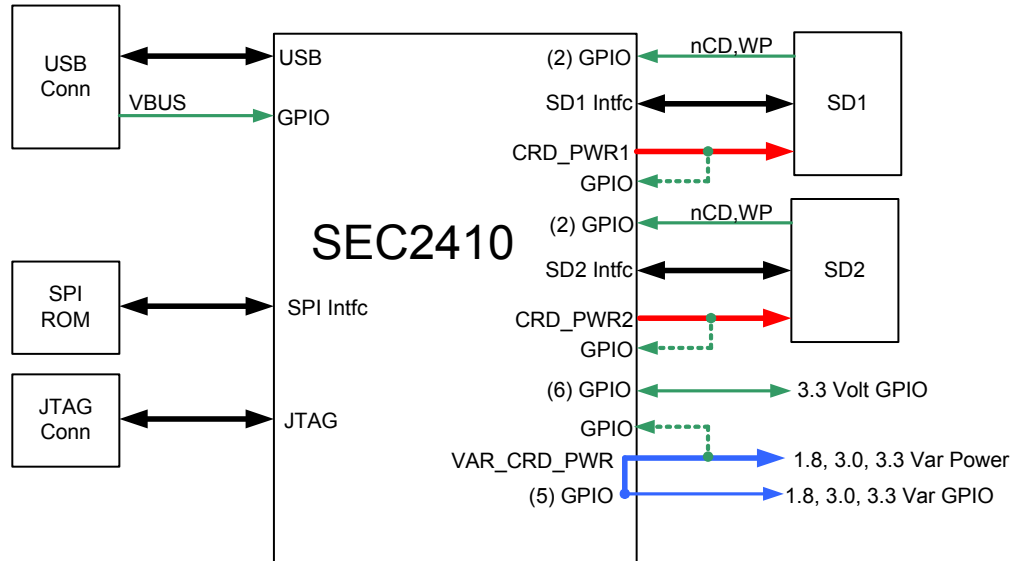 USB
Conn
VBUS
USB
GPIO
SPI
ROM
SPI Intfc
JTAG
Conn
JTAG
SEC2410
(2) GPIO
nCD,WP
SD1 Intfc
SD1
CRD_PWR1
GPIO
(2) GPIO
nCD,WP
SD2 Intfc
SD2
CRD_PWR2
GPIO
(6) GPIO
3.3 Volt GPIO
GPIO
VAR_CRD_PWR
1.8, 3.0, 3.3 Var Power
(5) GPIO
1.8, 3.0, 3.3 Var GPIO